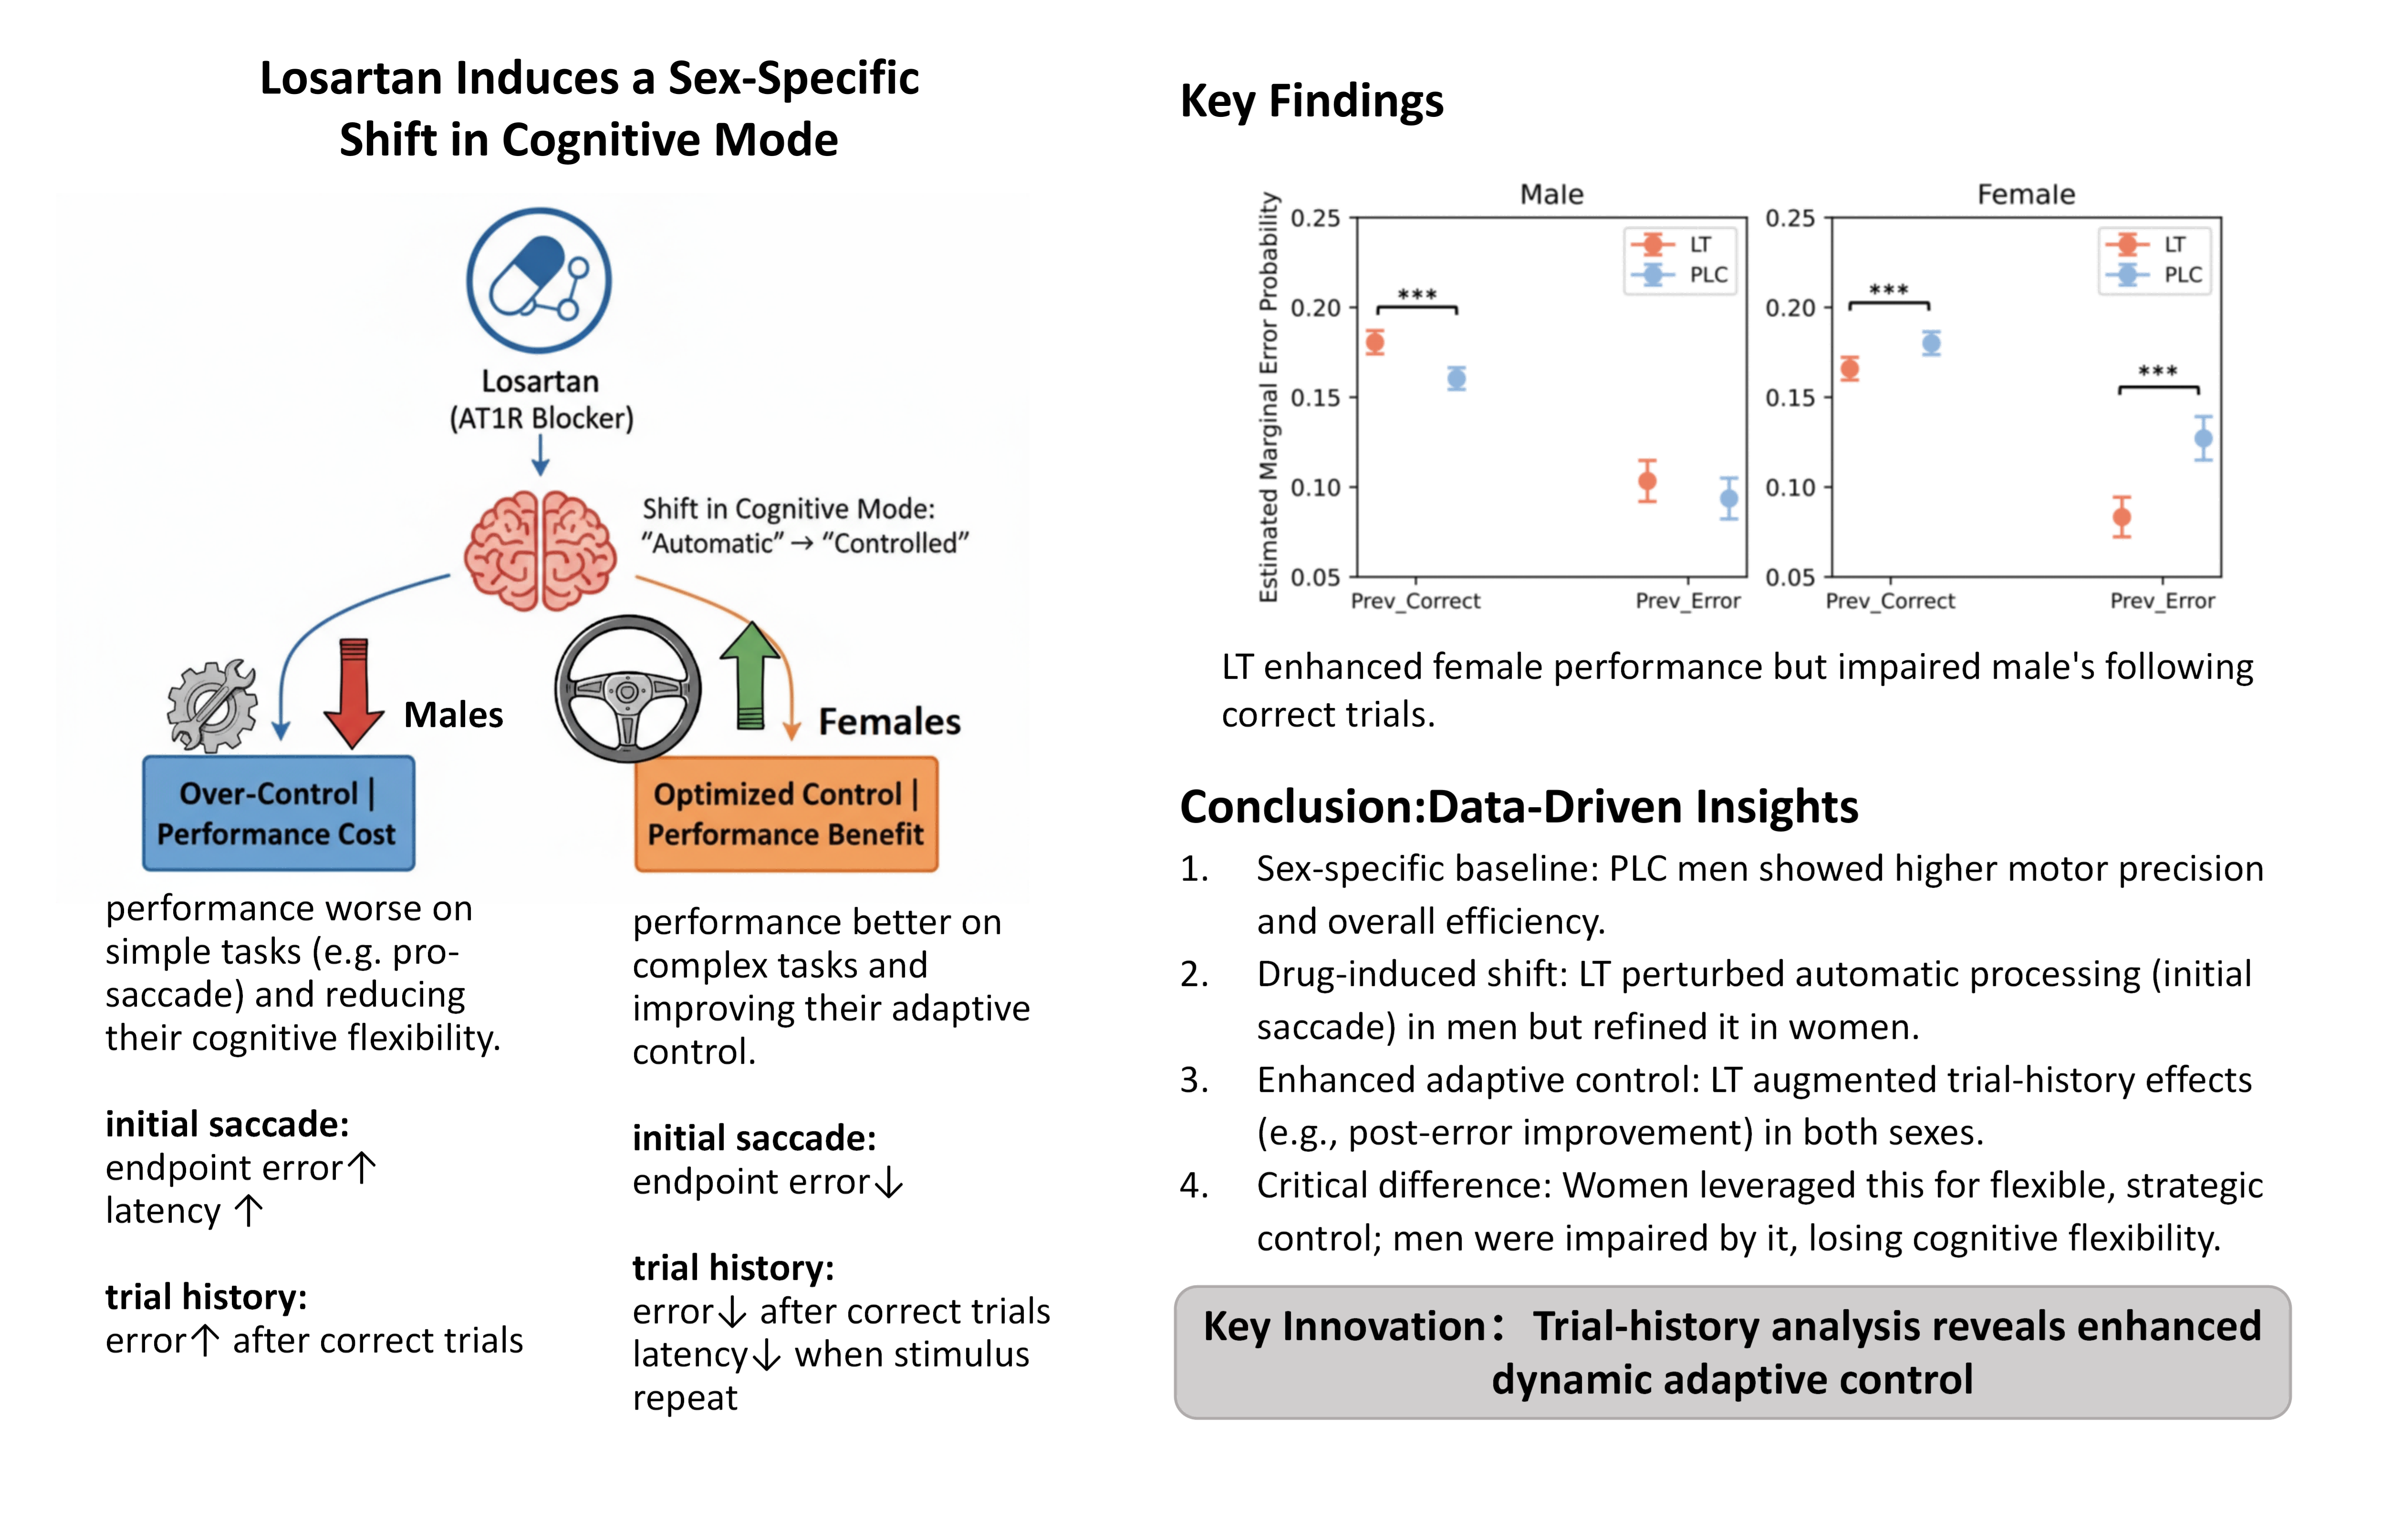 Losartan Induces a Sex-Specific
Shift in Cognitive Mode
Losartan
(AT1R Blocker)
Shift in Cognitive Mode:
“Automatic” → “Controlled”
Males
Females
Over-Control |
Performance Cost
Optimized Control |
Performance Benefit
performance worse on
simple tasks (e.g. pro-
saccade) and reducing
their cognitive flexibility.
initial saccade:
endpoint error↑
latency ↑
trial history:
error↑ after correct trials
performance better on
complex tasks and
improving their adaptive
control.
initial saccade:
endpoint error↓
trial history:
error↓ after correct trials
latency↓ when stimulus
repeat
Key Findings
Estimated Marginal Error Probability
Male
0.25
0.20
0.15
0.10
0.05
LT
PLC
***
Prev_Correct
Prev_Error
Female
0.25
0.20
0.15
0.10
0.05
LT
PLC
***
***
Prev_Correct
Prev_Error
LT enhanced female performance but impaired male's following
correct trials.
Conclusion:Data-Driven Insights
1. Sex-specific baseline: PLC men showed higher motor precision
and overall efficiency.
2. Drug-induced shift: LT perturbed automatic processing (initial
saccade) in men but refined it in women.
3. Enhanced adaptive control: LT augmented trial-history effects
(e.g., post-error improvement) in both sexes.
4. Critical difference: Women leveraged this for flexible, strategic
control; men were impaired by it, losing cognitive flexibility.
Key Innovation： Trial-history analysis reveals enhanced
dynamic adaptive control